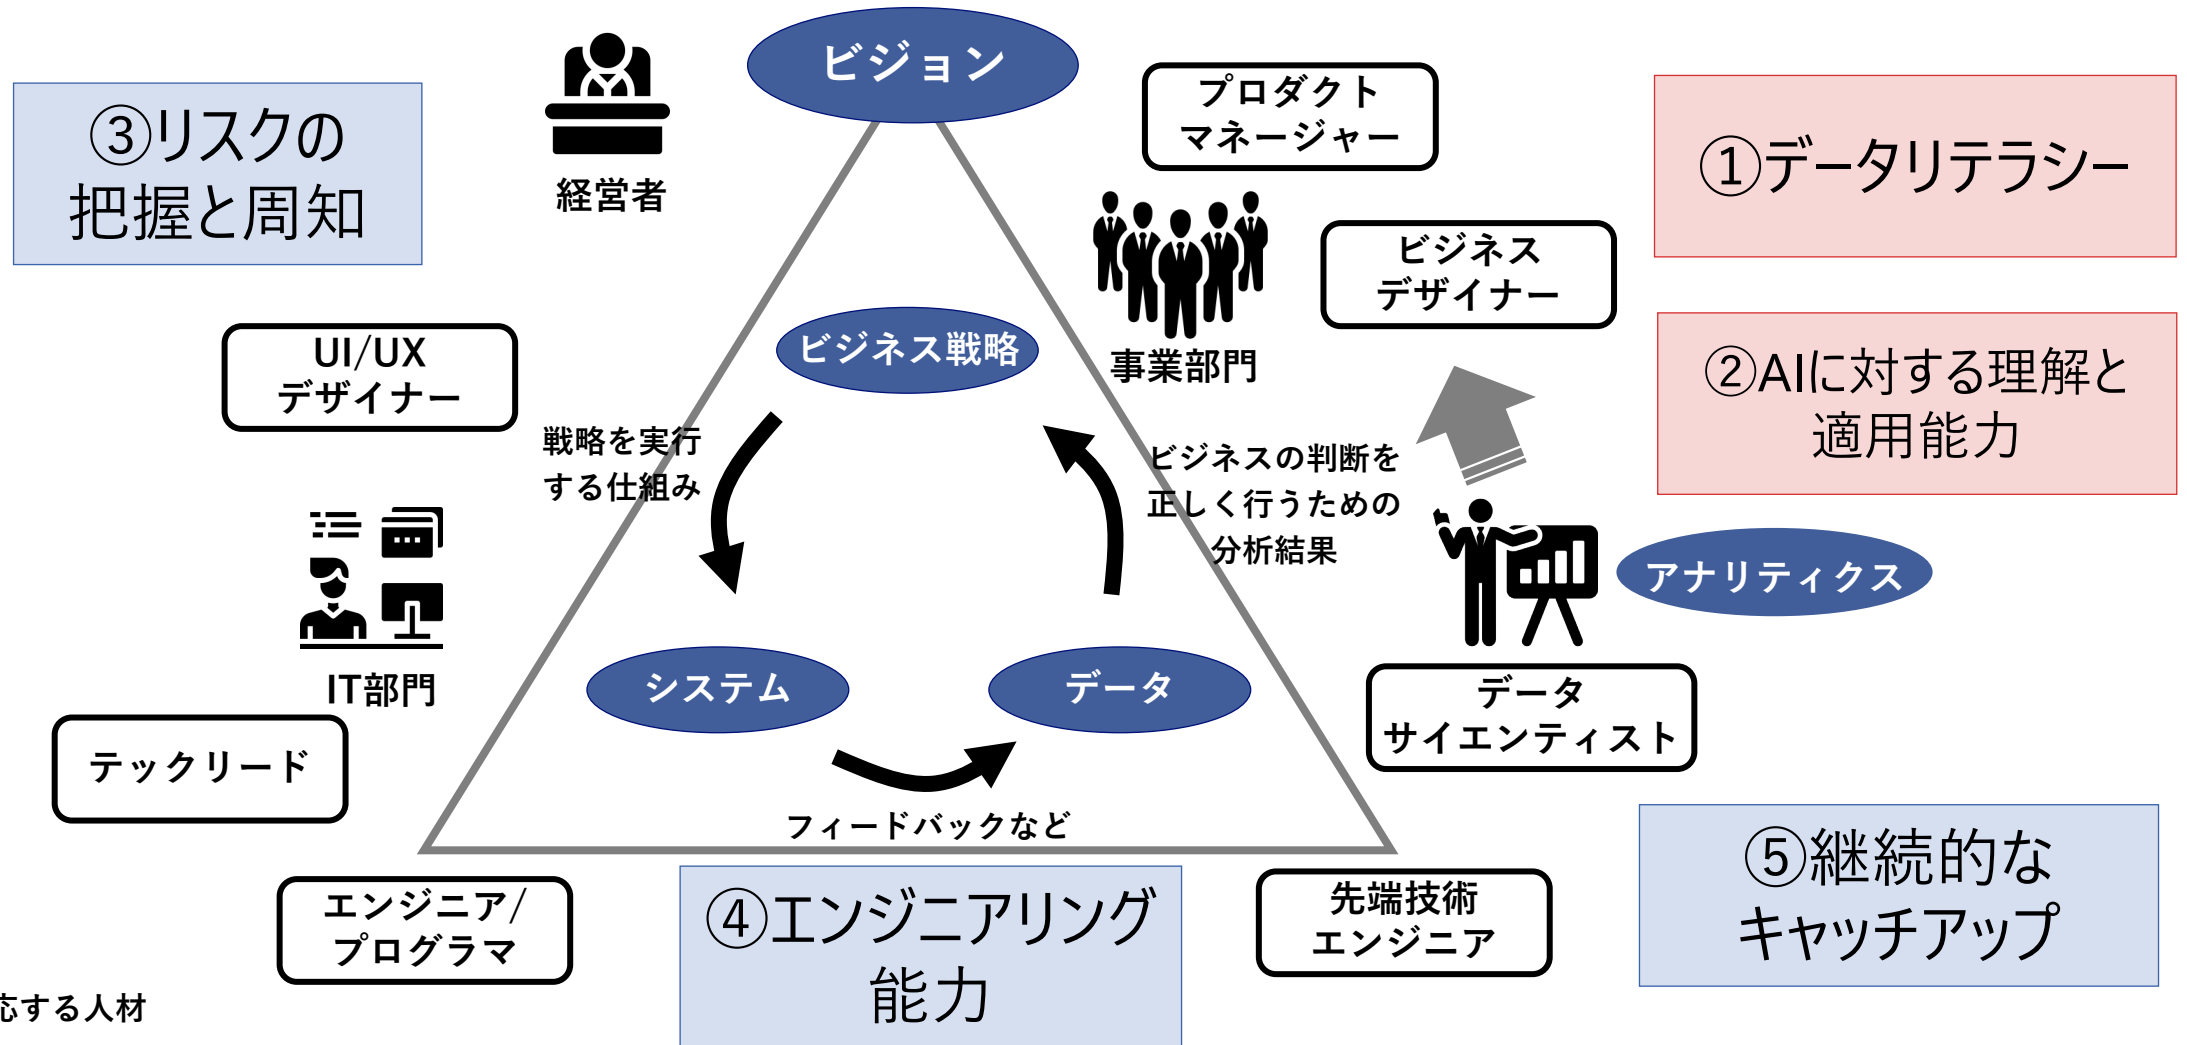 ビジョン
③リスクの
把握と周知
経営者
プロダクト
マネージャー
①データリテラシー
ビジネス
デザイナー
UI/UX
デザイナー
ビジネス戦略
事業部門
②AIに対する理解と
適用能力
戦略を実行
する仕組み
ビジネスの判断を
正しく行うための
分析結果
アナリティクス
IT部門
システム
データ
データ
サイエンティスト
テックリード
フィードバックなど
⑤継続的な
キャッチアップ
エンジニア/
プログラマ
④エンジニアリング
能力
先端技術
エンジニア
応する人材